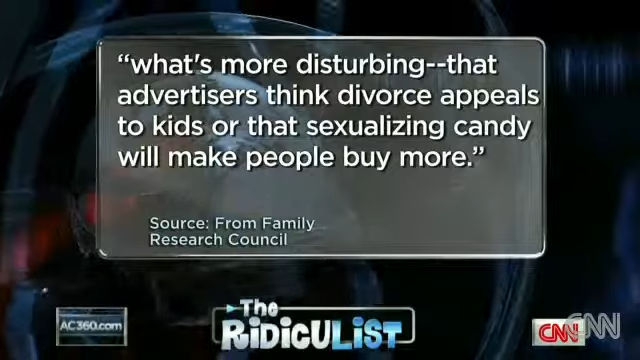 “what's more disturbing--that
advertisers think divorce appeals
to kids or that sexualizing candy
will make people buy more.”
Source: From Family
Research Council
The
RiDicULiST
AC360.com
CNN
CNN